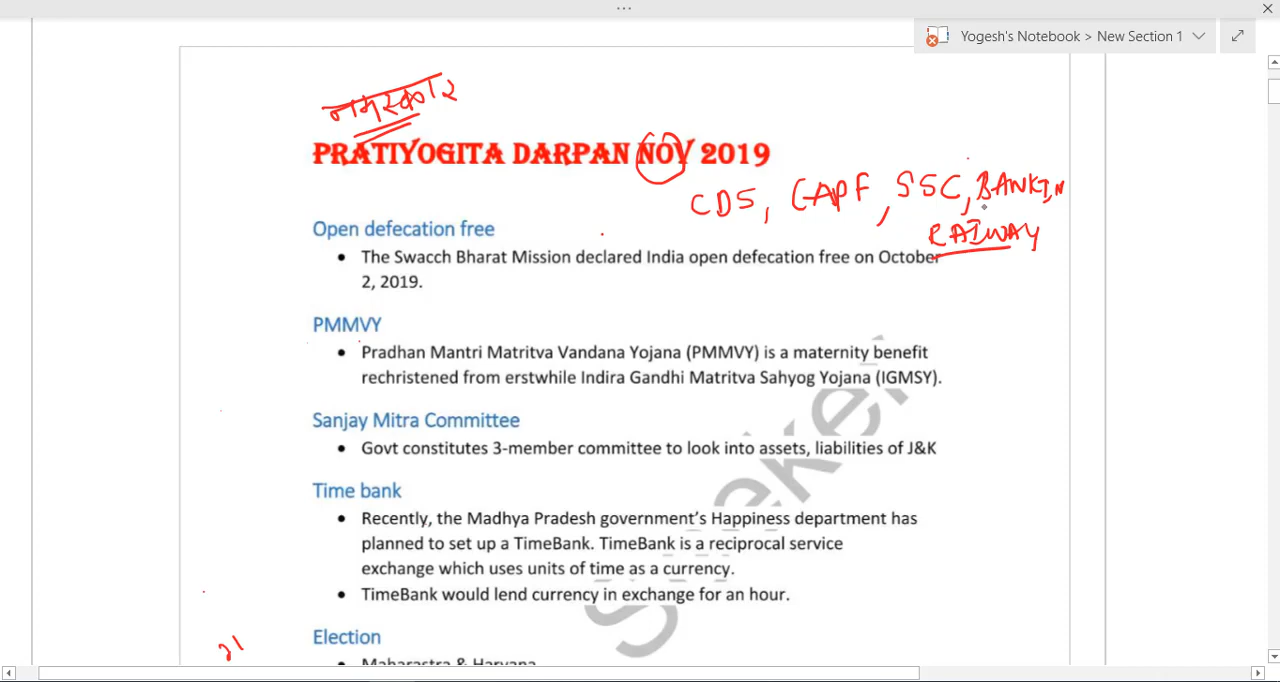 Yogesh's Notebook > New Section 1
नमस्कार
PRATIYOGITA DARPAN NOV 2019
CDS, CAPF, SSC, BANKIN
RAILWAY
Open defecation free
• The Swacch Bharat Mission declared India open defecation free on October
2, 2019.
PMMVY
• Pradhan Mantri Matritva Vandana Yojana (PMMVY) is a maternity benefit
rechristened from erstwhile Indira Gandhi Matritva Sahyog Yojana (IGMSY).
Sanjay Mitra Committee
• Govt constitutes 3-member committee to look into assets, liabilities of J&K
Time bank
• Recently, the Madhya Pradesh government's Happiness department has
planned to set up a TimeBank. TimeBank is a reciprocal service
exchange which uses units of time as a currency.
• TimeBank would lend currency in exchange for an hour.
Election
• Maharastra & Haryana